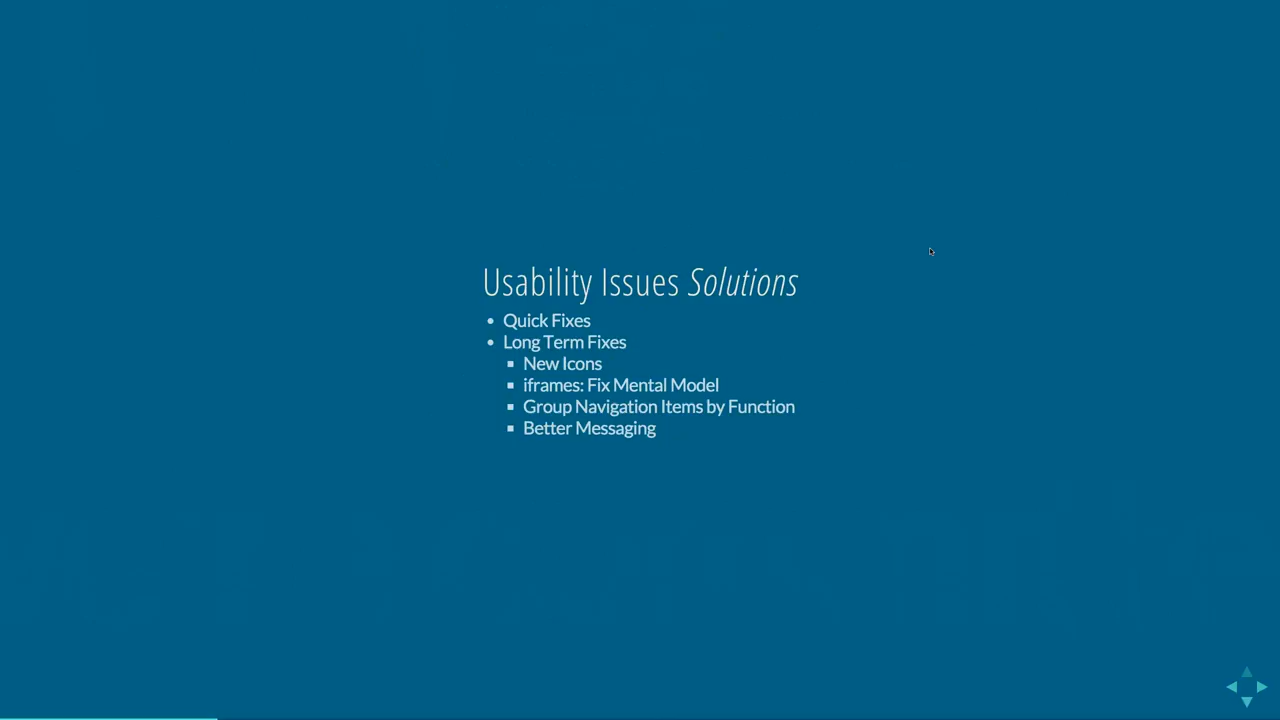 Usability Issues Solutions
• Quick Fixes
• Long Term Fixes
▪ New Icons
▪ iframes: Fix Mental Model
▪ Group Navigation Items by Function
▪ Better Messaging